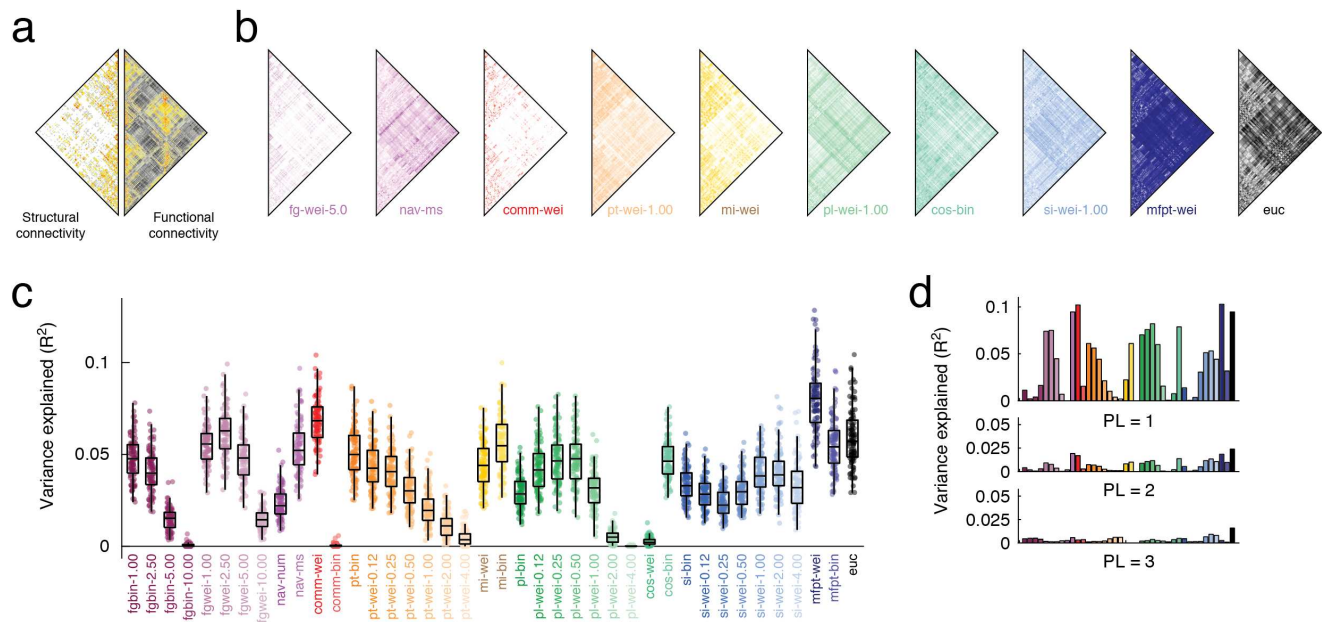 a
b
Structural
connectivity
Functional
connectivity
fg-wei-5.0
nav-ms
comm-wei
pt-wei-1.00
mi-wei
pl-wei-1.00
cos-bin
si-wei-1.00
mfpt-wei
euc
c
Variance explained (R²)
0.1
0.05
0
fgbin-1.00
fgbin-2.50
fgbin-5.00
fgbin-10.00
fgwei-1.00
fgwei-2.50
fgwei-5.00
fgwei-10.00
nav-num
nav-ms
comm-wei
comm-bin
pt-bin
pt-wei-0.12
pt-wei-0.25
pt-wei-0.50
pt-wei-1.00
pt-wei-2.00
pt-wei-4.00
mi-wei
mi-bin
pl-bin
pl-wei-0.12
pl-wei-0.25
pl-wei-0.50
pl-wei-1.00
pl-wei-2.00
pl-wei-4.00
cos-wei
cos-bin
si-bin
si-wei-0.12
si-wei-0.25
si-wei-0.50
si-wei-1.00
si-wei-2.00
si-wei-4.00
mfpt-wei
mfpt-bin
euc
d
Variance explained (R²)
0.1
0.05
0
PL = 1
0.05
0.025
0
PL = 2
0.05
0.025
0
PL = 3